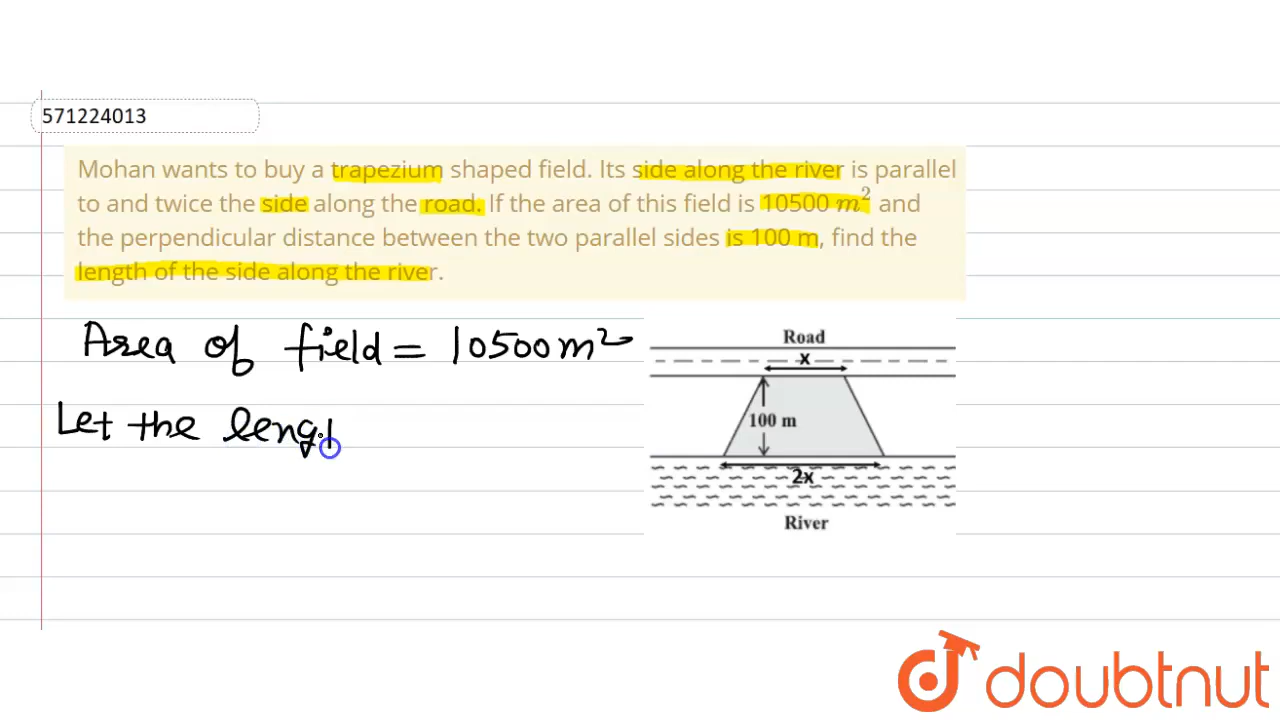 571224013
Mohan wants to buy a trapezium shaped field. Its side along the river is parallel
to and twice the side along the road. If the area of this field is 10500 m² and
the perpendicular distance between the two parallel sides is 100 m, find the
length of the side along the river.
Area of field = 10500m²
Let the leng
Road
x
100 m
2x
River
doubtnut